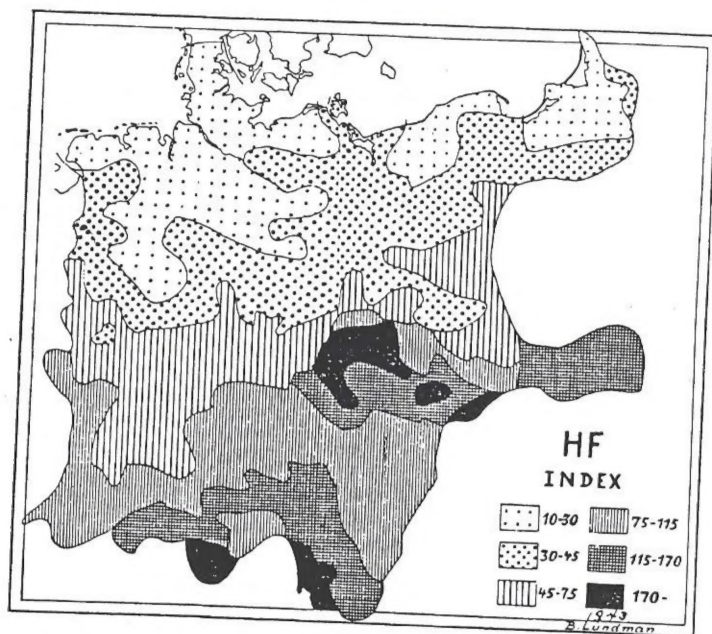 HF
INDEX
10-30 75-115
30-45 115-170
45-75 170-
1943
B. Lundman